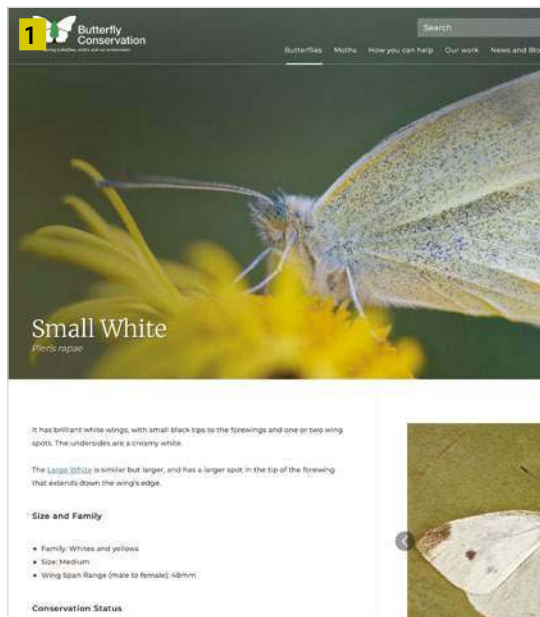 1
Butterfly
Conservation
Search
Butterflies Moths How you can help Our work News and Blo
Small White
Pieris rapae
It has brilliant white wings, with small black tips to the forewings and one or two wing
spots. The undersides are a creamy white.
The Large White is similar but larger, and has a larger spot in the tip of the forewing
that extends down the wing's edge.
Size and Family
• Family: Whites and yellows
• Size: Medium
• Wing Span Range (male to female): 48mm
Conservation Status